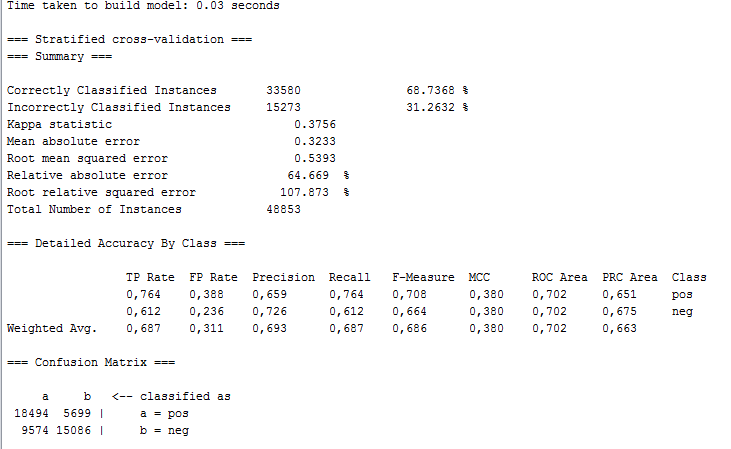 Time taken to build model: 0.03 seconds
=== Stratified cross-validation ===
=== Summary ===
Correctly Classified Instances 33580 68.7368 %
Incorrectly Classified Instances 15273 31.2632 %
Kappa statistic 0.3756
Mean absolute error 0.3233
Root mean squared error 0.5393
Relative absolute error 64.669 %
Root relative squared error 107.873 %
Total Number of Instances 48853
=== Detailed Accuracy By Class ===
TP Rate FP Rate Precision Recall F-Measure MCC ROC Area PRC Area Class
0,764 0,388 0,659 0,764 0,708 0,380 0,702 0,651 pos
0,612 0,236 0,726 0,612 0,664 0,380 0,702 0,675 neg
Weighted Avg. 0,687 0,311 0,693 0,687 0,686 0,380 0,702 0,663
=== Confusion Matrix ===
a b <-- classified as
18494 5699 | a = pos
9574 15086 | b = neg